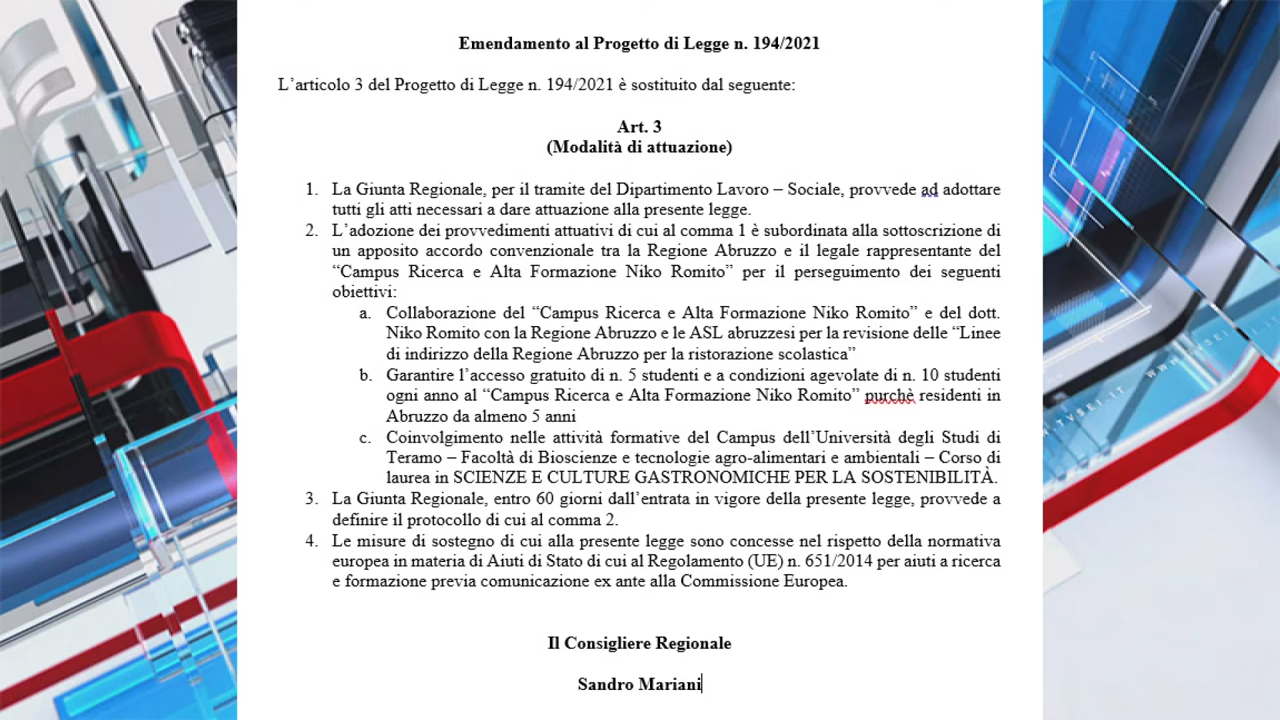 Emendamento al Progetto di Legge n. 194/2021
L’articolo 3 del Progetto di Legge n. 194/2021 è sostituito dal seguente:
Art. 3
(Modalità di attuazione)
1. La Giunta Regionale, per il tramite del Dipartimento Lavoro – Sociale, provvede ad adottare
tutti gli atti necessari a dare attuazione alla presente legge.
2. L’adozione dei provvedimenti attuativi di cui al comma 1 è subordinata alla sottoscrizione di
un apposito accordo convenzionale tra la Regione Abruzzo e il legale rappresentante del
“Campus Ricerca e Alta Formazione Niko Romito” per il perseguimento dei seguenti
obiettivi:
a. Collaborazione del “Campus Ricerca e Alta Formazione Niko Romito” e del dott.
Niko Romito con la Regione Abruzzo e le ASL abruzzesi per la revisione delle “Linee
di indirizzo della Regione Abruzzo per la ristorazione scolastica”
b. Garantire l’accesso gratuito di n. 5 studenti e a condizioni agevolate di n. 10 studenti
ogni anno al “Campus Ricerca e Alta Formazione Niko Romito” purchè residenti in
Abruzzo da almeno 5 anni
c. Coinvolgimento nelle attività formative del Campus dell’Università degli Studi di
Teramo – Facoltà di Bioscienze e tecnologie agro-alimentari e ambientali – Corso di
laurea in SCIENZE E CULTURE GASTRONOMICHE PER LA SOSTENIBILITÀ.
3. La Giunta Regionale, entro 60 giorni dall’entrata in vigore della presente legge, provvede a
definire il protocollo di cui al comma 2.
4. Le misure di sostegno di cui alla presente legge sono concesse nel rispetto della normativa
europea in materia di Aiuti di Stato di cui al Regolamento (UE) n. 651/2014 per aiuti a ricerca
e formazione previa comunicazione ex ante alla Commissione Europea.
Il Consigliere Regionale
Sandro Mariani